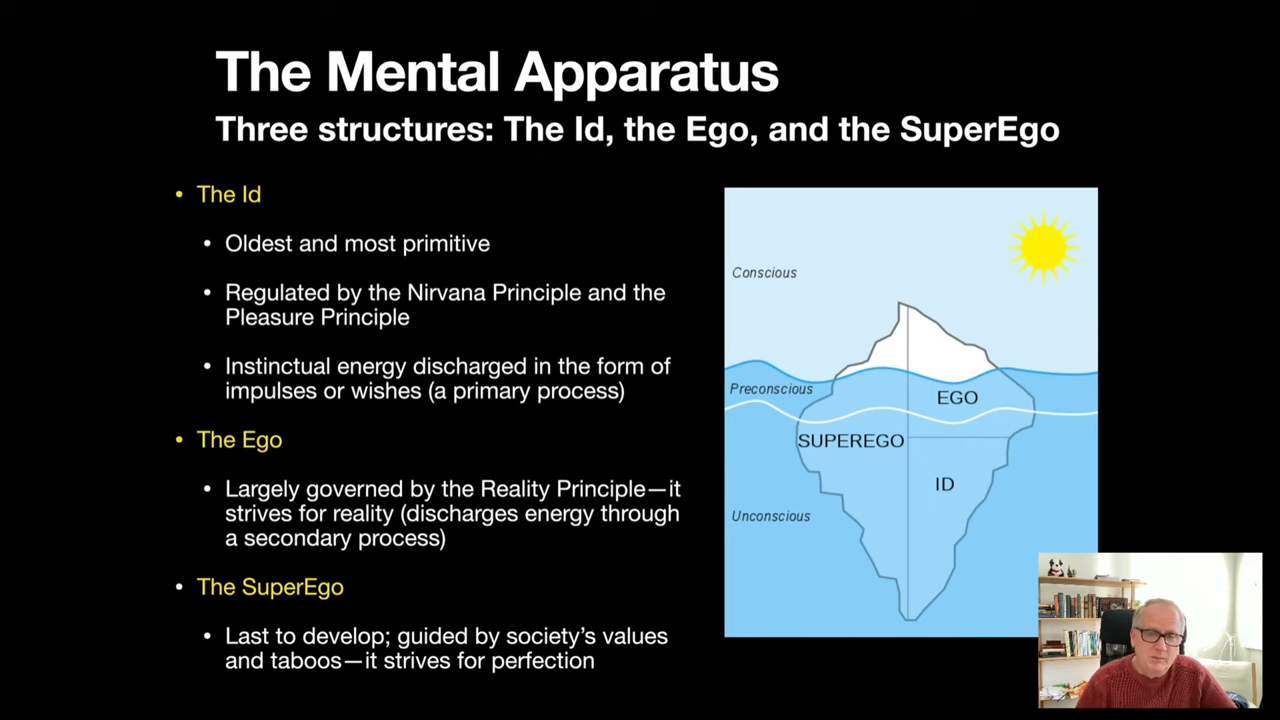 The Mental Apparatus
Three structures: The Id, the Ego, and the SuperEgo
• The Id
• Oldest and most primitive
• Regulated by the Nirvana Principle and the
Pleasure Principle
• Instinctual energy discharged in the form of
impulses or wishes (a primary process)
• The Ego
• Largely governed by the Reality Principle—it
strives for reality (discharges energy through
a secondary process)
• The SuperEgo
• Last to develop; guided by society’s values
and taboos—it strives for perfection
Conscious
Preconscious
EGO
SUPEREGO
ID
Unconscious